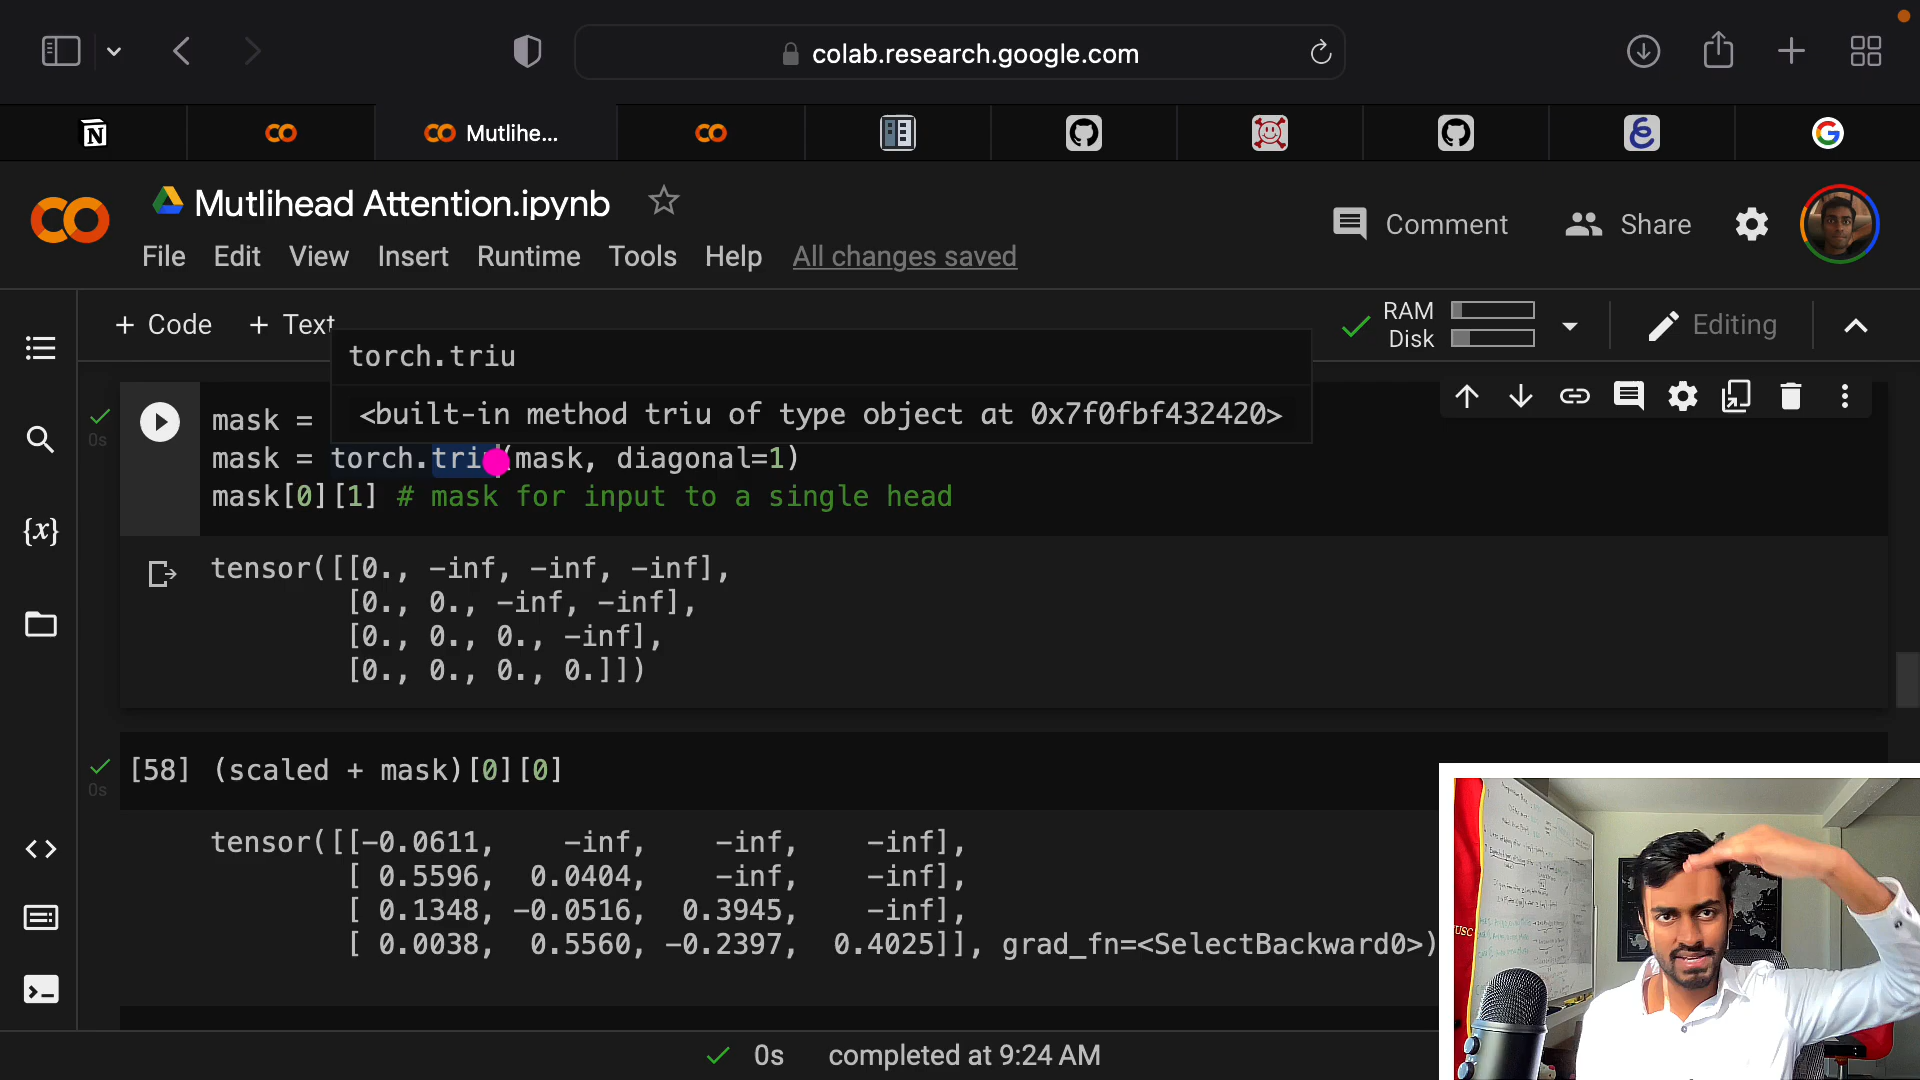 colab.research.google.com
Mutlihe...
Mutlihead Attention.ipynb
Comment
Share
File Edit View Insert Runtime Tools Help All changes saved
+ Code + Text
RAM
Disk
Editing
torch.triu
<built-in method triu of type object at 0x7f0fbf432420>
mask =
mask = torch.triu(mask, diagonal=1)
mask[0][1] # mask for input to a single head
0s
tensor([[0., -inf, -inf, -inf],
[0., 0., -inf, -inf],
[0., 0., 0., -inf],
[0., 0., 0., 0.]])
[58] (scaled + mask)[0][0]
0s
tensor([[-0.0611, -inf, -inf, -inf],
[ 0.5596, 0.0404, -inf, -inf],
[ 0.1348, -0.0516, 0.3945, -inf],
[ 0.0038, 0.5560, -0.2397, 0.4025]], grad_fn=<SelectBackward0>)
USC
0s completed at 9:24 AM